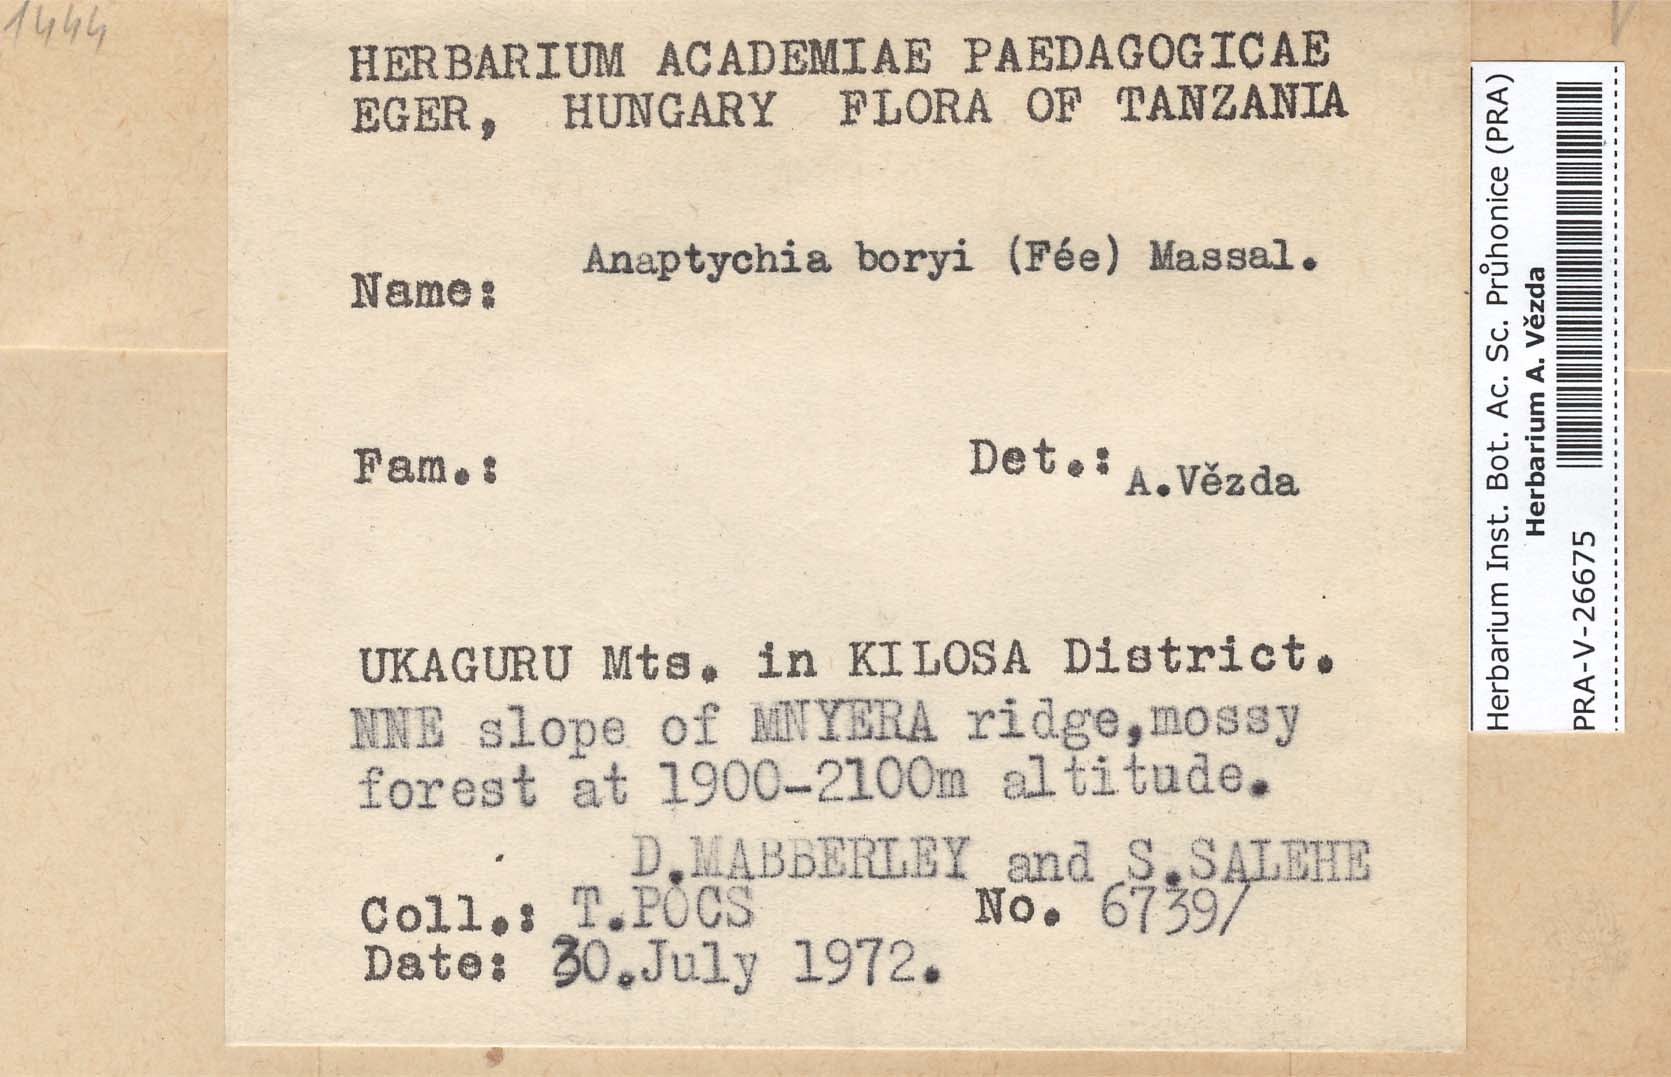 1444
HERBARIUM ACADEMIAE PAEDAGOGICAE
EGER, HUNGARY FLORA OF TANZANIA
Name: Anaptychia boryi (Fée) Massal.
Fam.: Det.: A.Vězda
UKAGURU Mts. in KILOSA District.
NNE slope of MNYERA ridge,mossy
forest at 1900-2100m altitude.
D.MABBERLEY and S.SALEHE
Coll.: T.PÓCS No. 6739/
Date: 30.July 1972.
Herbarium Inst. Bot. Ac. Sc. Průhonice (PRA)
Herbarium A. Vězda
PRA-V-26675